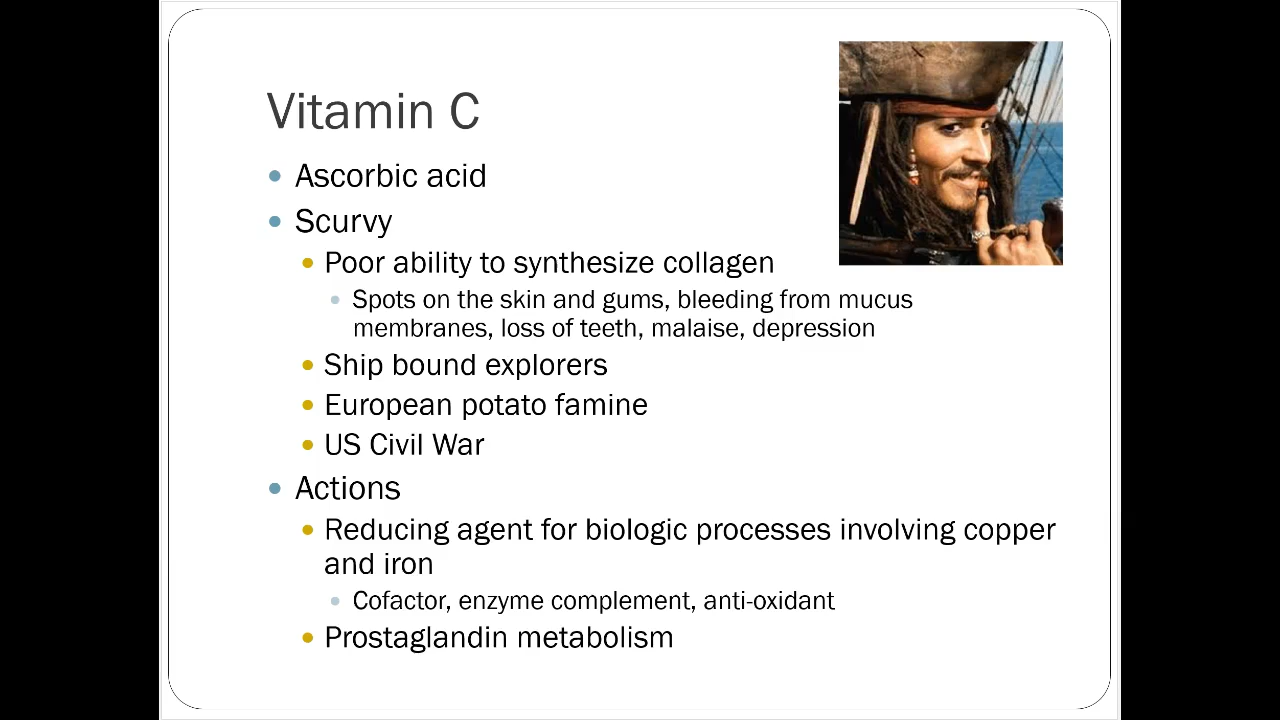 Vitamin C
Ascorbic acid
Scurvy
Poor ability to synthesize collagen
Spots on the skin and gums, bleeding from mucus
membranes, loss of teeth, malaise, depression
Ship bound explorers
European potato famine
US Civil War
Actions
Reducing agent for biologic processes involving copper
and iron
Cofactor, enzyme complement, anti-oxidant
Prostaglandin metabolism